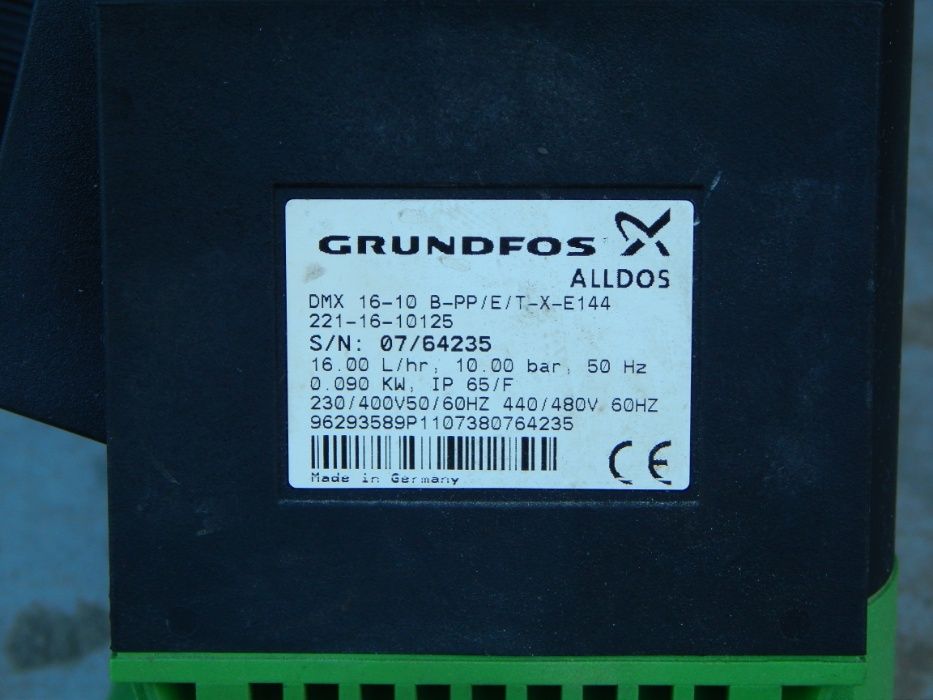 GRUNDFOS
ALLDOS
DMX 16-10 B-PP/E/T-X-E144
221-16-10125
S/N: 07/64235
16.00 L/hr, 10.00 bar, 50 Hz
0.090 KW, IP 65/F
230/400V50/60HZ 440/480V 60HZ
96293589P1107380764235
CE
Made in Germany